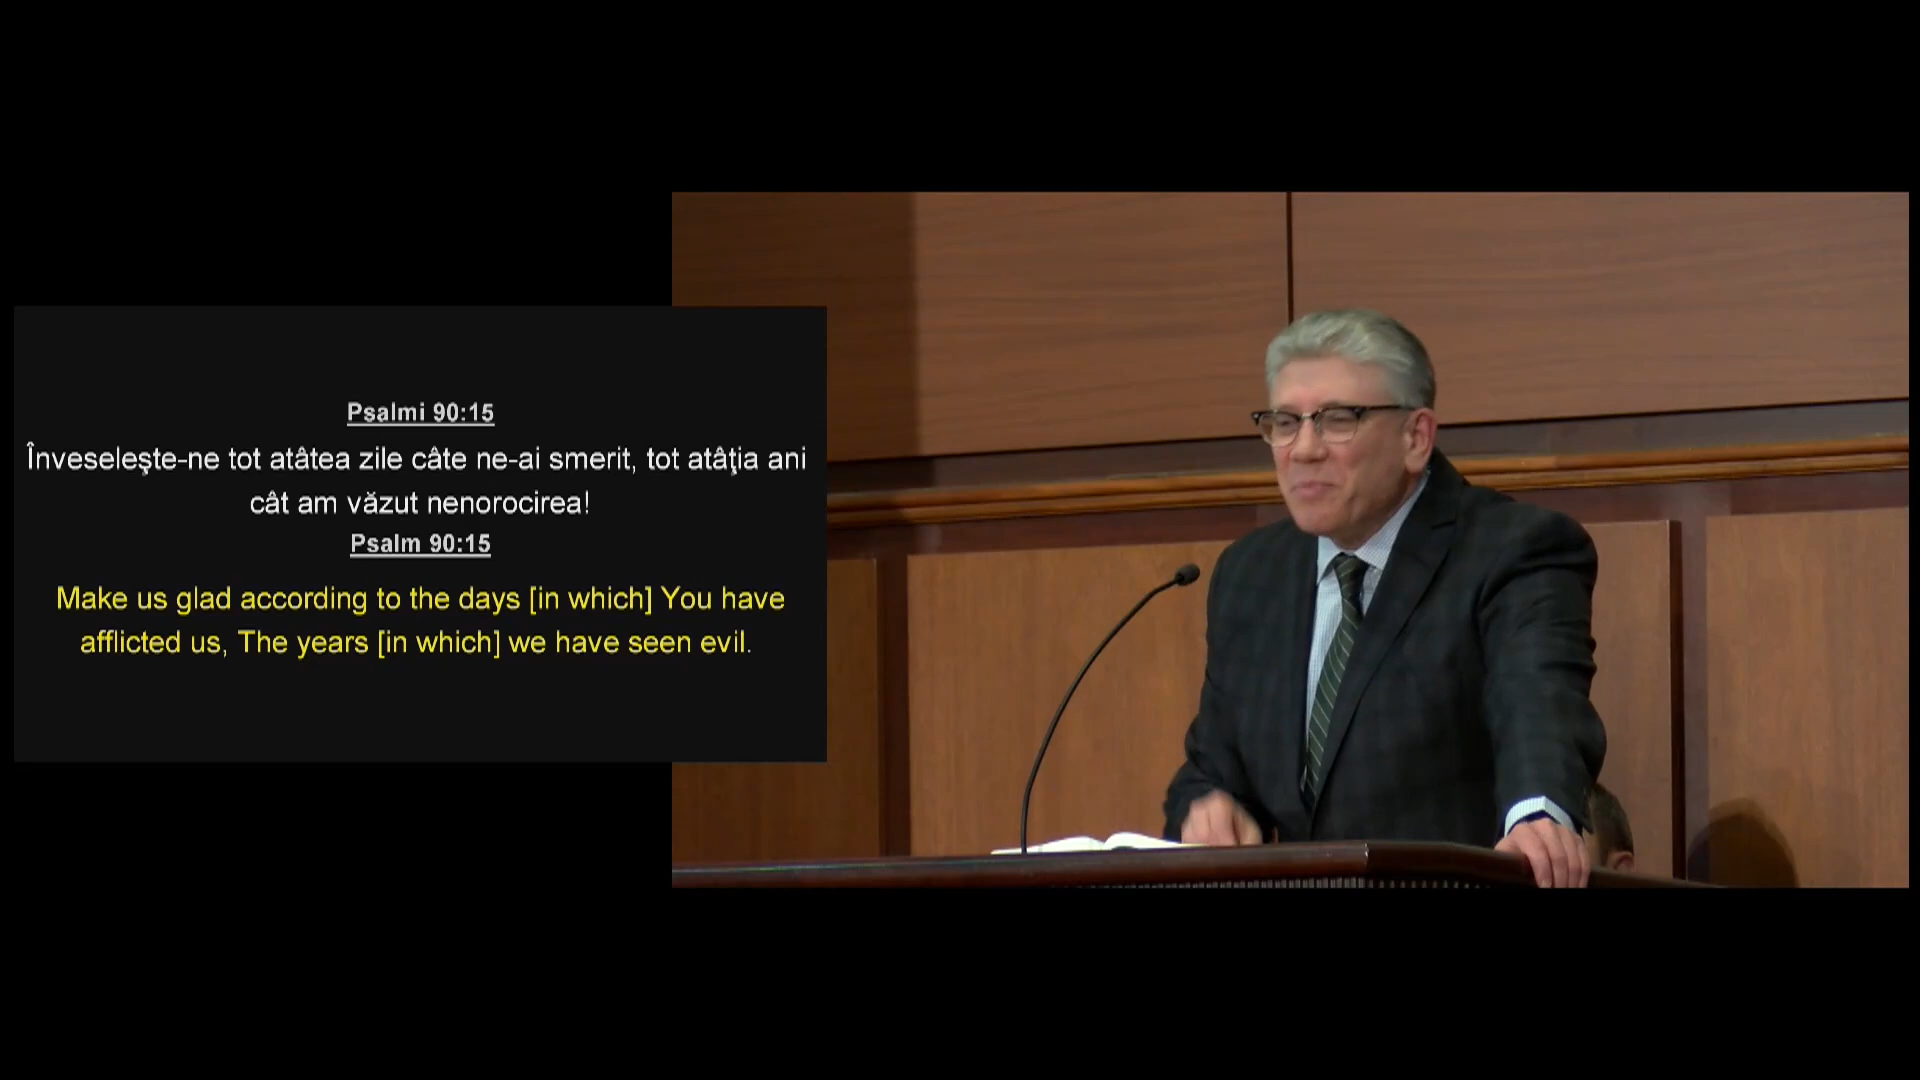 Psalmi 90:15
Înveseleşte-ne tot atâtea zile câte ne-ai smerit, tot atâţia ani
cât am văzut nenorocirea!
Psalm 90:15
Make us glad according to the days [in which] You have
afflicted us, The years [in which] we have seen evil.